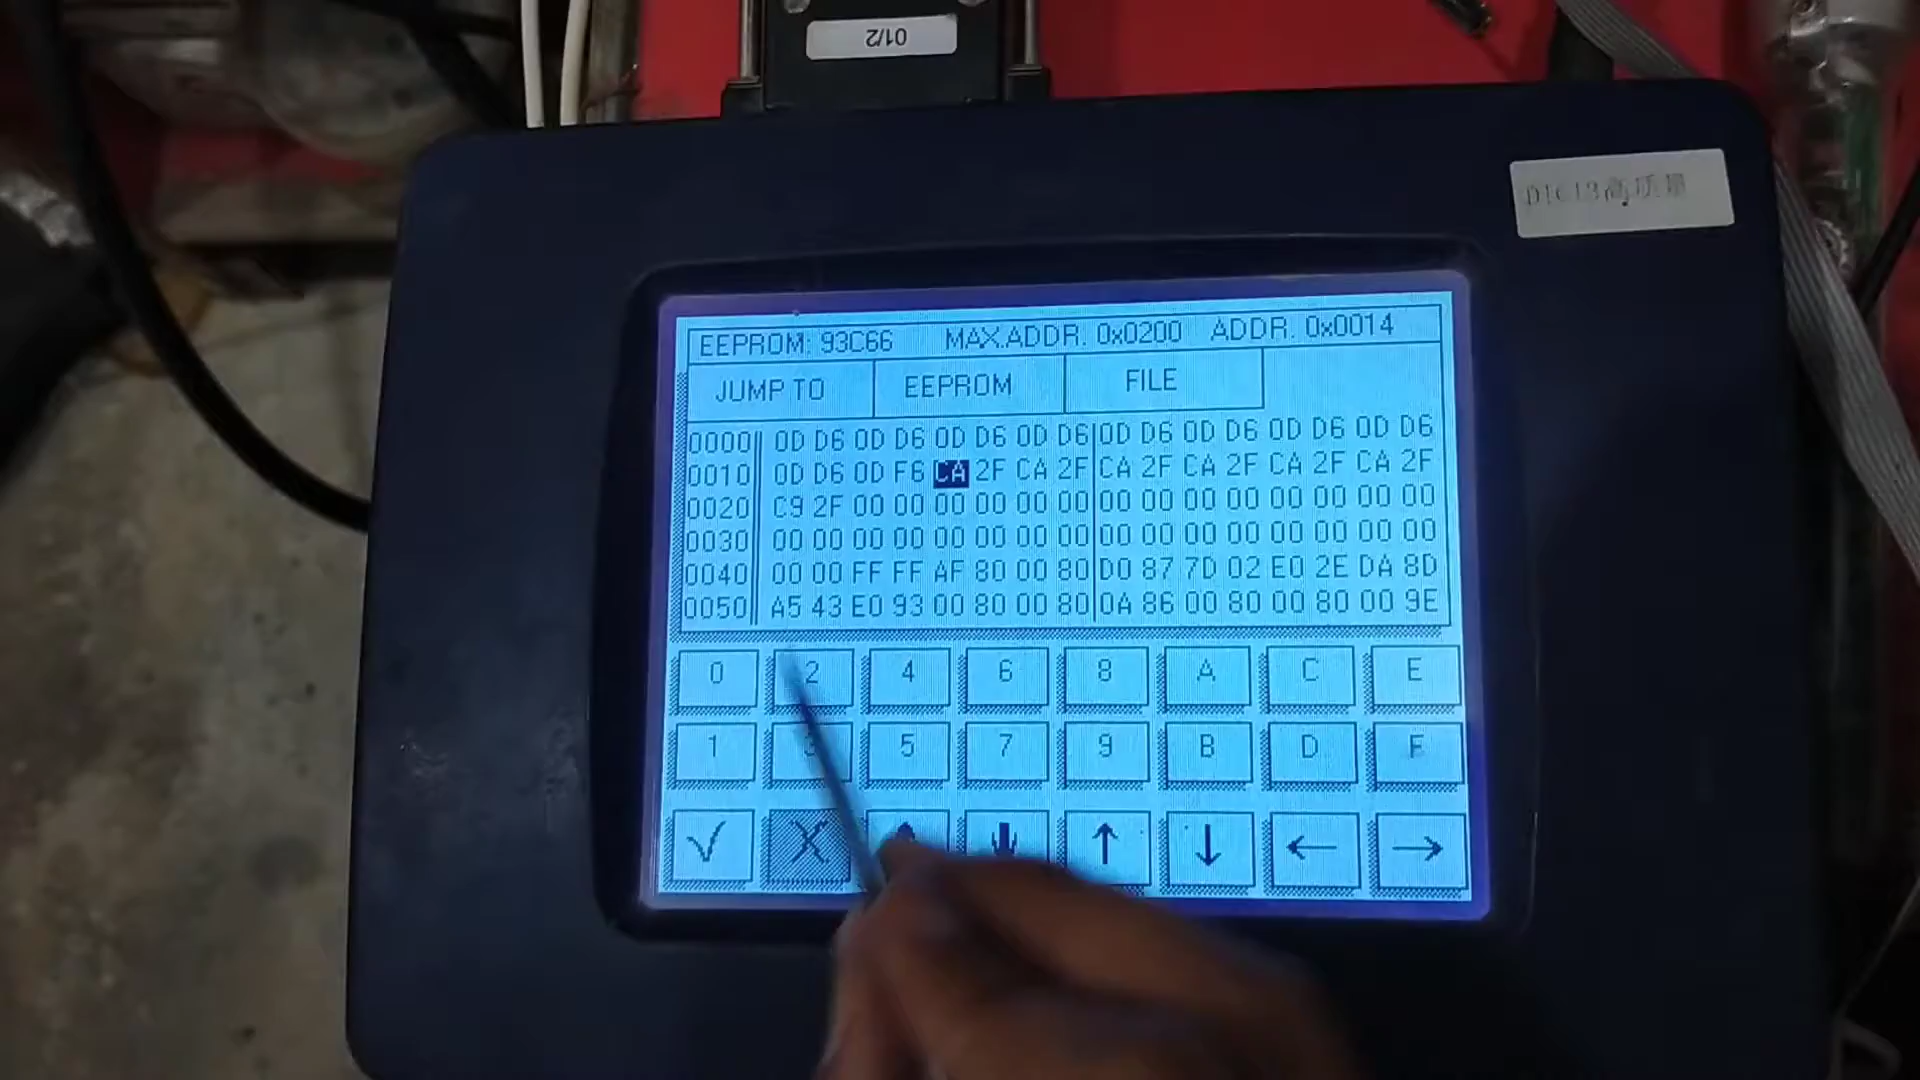 01/2
高质量
EEPROM: 93C66 MAX.ADDR. 0x0200 ADDR. 0x0014
JUMP TO EEPROM FILE
0000 0D D6 0D D6 0D D6 0D D6 0D D6 0D D6 0D D6 0D D6
0010 0D D6 0D F6 CA 2F CA 2F CA 2F CA 2F CA 2F CA 2F
0020 C9 2F 00 00 00 00 00 00 00 00 00 00 00 00 00 00
0030 00 00 00 00 00 00 00 00 00 00 00 00 00 00 00 00
0040 00 00 FF FF AF 80 00 80 D0 87 7D 02 E0 2E DA 8D
0050 A5 43 E0 93 00 80 00 80 0A 86 00 80 00 80 00 9E
0 2 4 6 8 A C E
1 3 5 7 9 B D F
√ X ↑ ↓ ← →